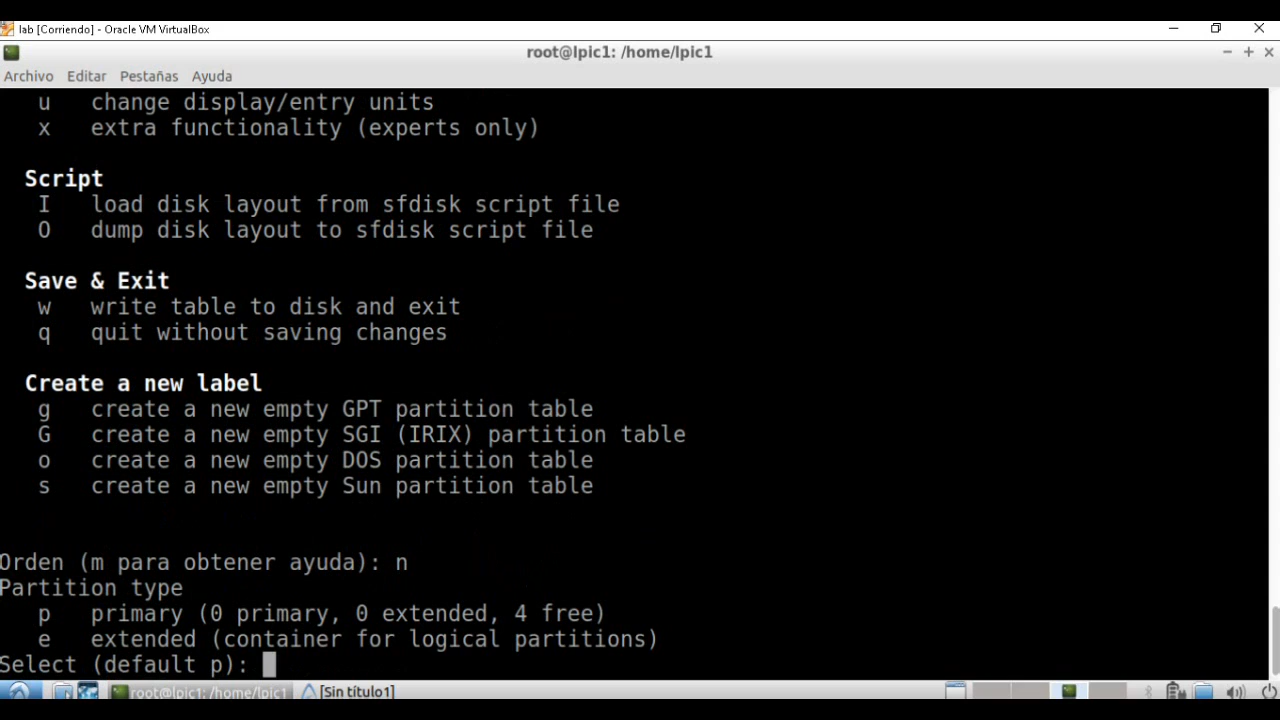 lab [Corriendo] - Oracle VM VirtualBox
root@lpic1: /home/lpic1
Archivo Editar Pestañas Ayuda
u change display/entry units
x extra functionality (experts only)
Script
I load disk layout from sfdisk script file
O dump disk layout to sfdisk script file
Save & Exit
w write table to disk and exit
q quit without saving changes
Create a new label
g create a new empty GPT partition table
G create a new empty SGI (IRIX) partition table
o create a new empty DOS partition table
s create a new empty Sun partition table
Orden (m para obtener ayuda): n
Partition type
p primary (0 primary, 0 extended, 4 free)
e extended (container for logical partitions)
Select (default p):
root@lpic1: /home/lpic1 [Sin título1]